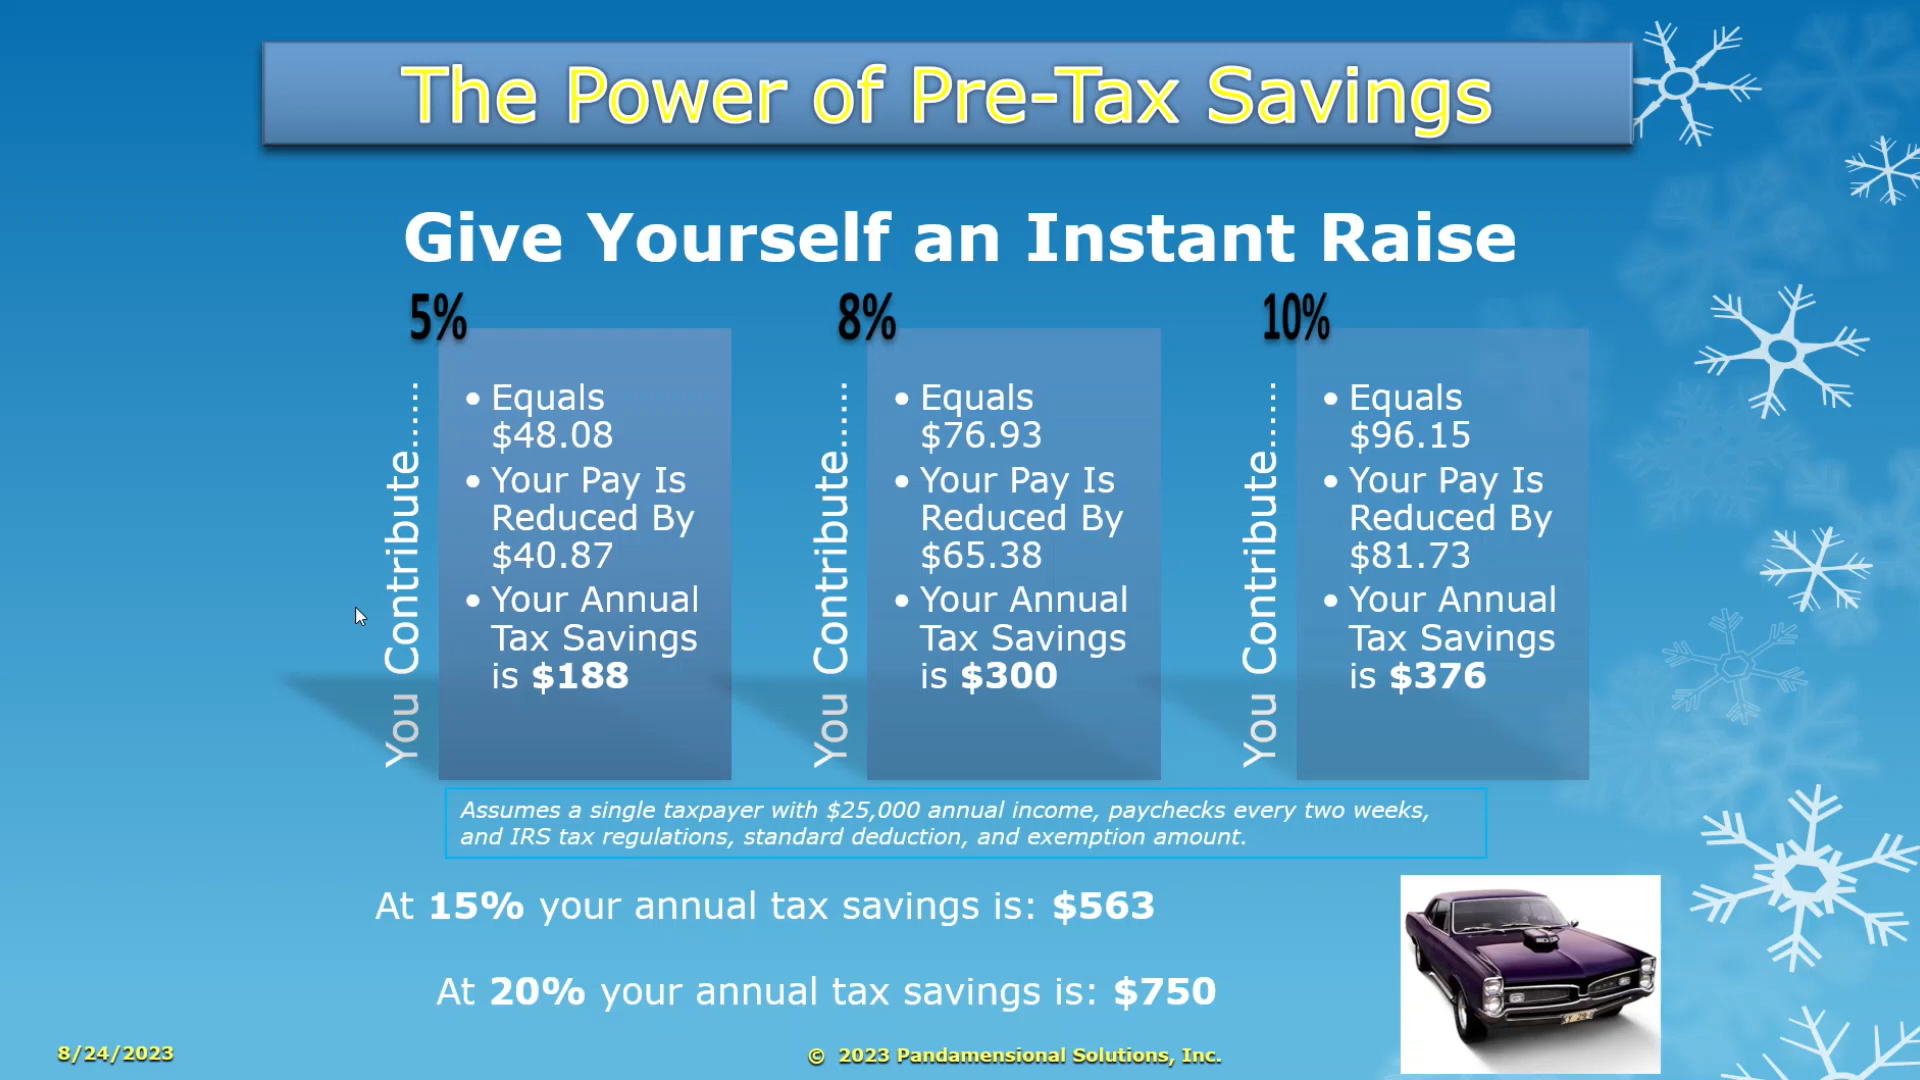 The Power of Pre-Tax Savings
Give Yourself an Instant Raise
5%
You Contribute......
• Equals
$48.08
• Your Pay Is
Reduced By
$40.87
• Your Annual
Tax Savings
is $188
8%
You Contribute......
• Equals
$76.93
• Your Pay Is
Reduced By
$65.38
• Your Annual
Tax Savings
is $300
10%
You Contribute......
• Equals
$96.15
• Your Pay Is
Reduced By
$81.73
• Your Annual
Tax Savings
is $376
Assumes a single taxpayer with $25,000 annual income, paychecks every two weeks,
and IRS tax regulations, standard deduction, and exemption amount.
At 15% your annual tax savings is: $563
At 20% your annual tax savings is: $750
8/24/2023
© 2023 Pandamensional Solutions, Inc.